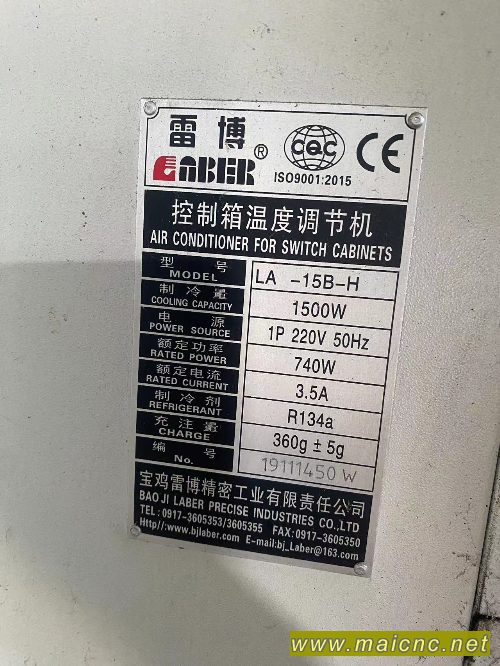 雷博
LABER ® CQC CE
ISO9001:2015
控制箱温度调节机
AIR CONDITIONER FOR SWITCH CABINETS
型号 MODEL LA -15B-H
制冷量 COOLING CAPACITY 1500W
电源 POWER SOURCE 1P 220V 50Hz
额定功率 RATED POWER 740W
额定电流 RATED CURRENT 3.5A
制冷剂 REFRIGERANT R134a
充注量 CHARGE 360g ± 5g
编号 No. 19111450 W
宝鸡雷博精密工业有限责任公司
BAO JI LABER PRECISE INDUSTRIES CO.,LTD
TEL: 0917-3605353/3605355 FAX: 0917-3605350
Http//:www.bjlaber.com E-mail:bj_Laber@163.com
www.maicnc.net